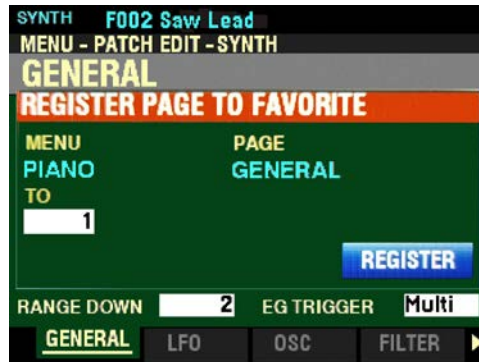 SYNTH F002 Saw Lead
MENU - PATCH EDIT - SYNTH
GENERAL
REGISTER PAGE TO FAVORITE
MENU PAGE
PIANO GENERAL
TO
1
REGISTER
RANGE DOWN 2 EG TRIGGER Multi
GENERAL LFO OSC FILTER